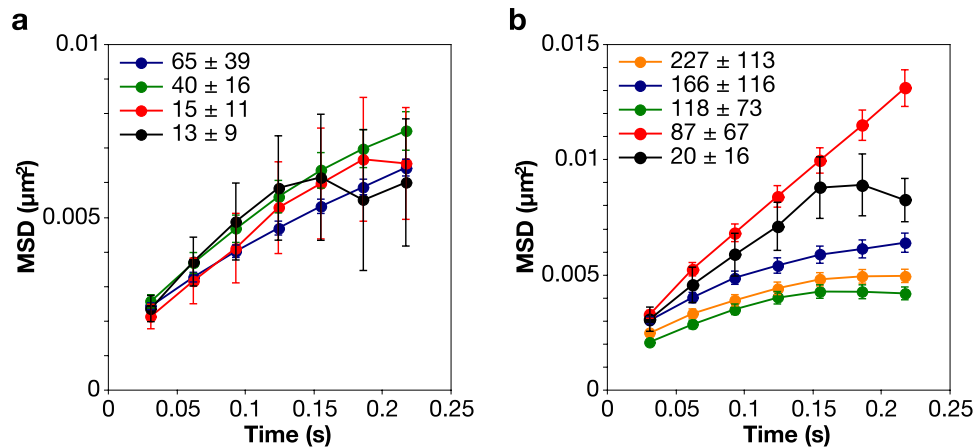 a
0.01
65 ± 39
40 ± 16
15 ± 11
13 ± 9
0.005
0
MSD (µm²)
0 0.05 0.1 0.15 0.2 0.25
Time (s)
b
0.015
227 ± 113
166 ± 116
118 ± 73
87 ± 67
20 ± 16
0.01
0.005
0
MSD (µm²)
0 0.05 0.1 0.15 0.2 0.25
Time (s)